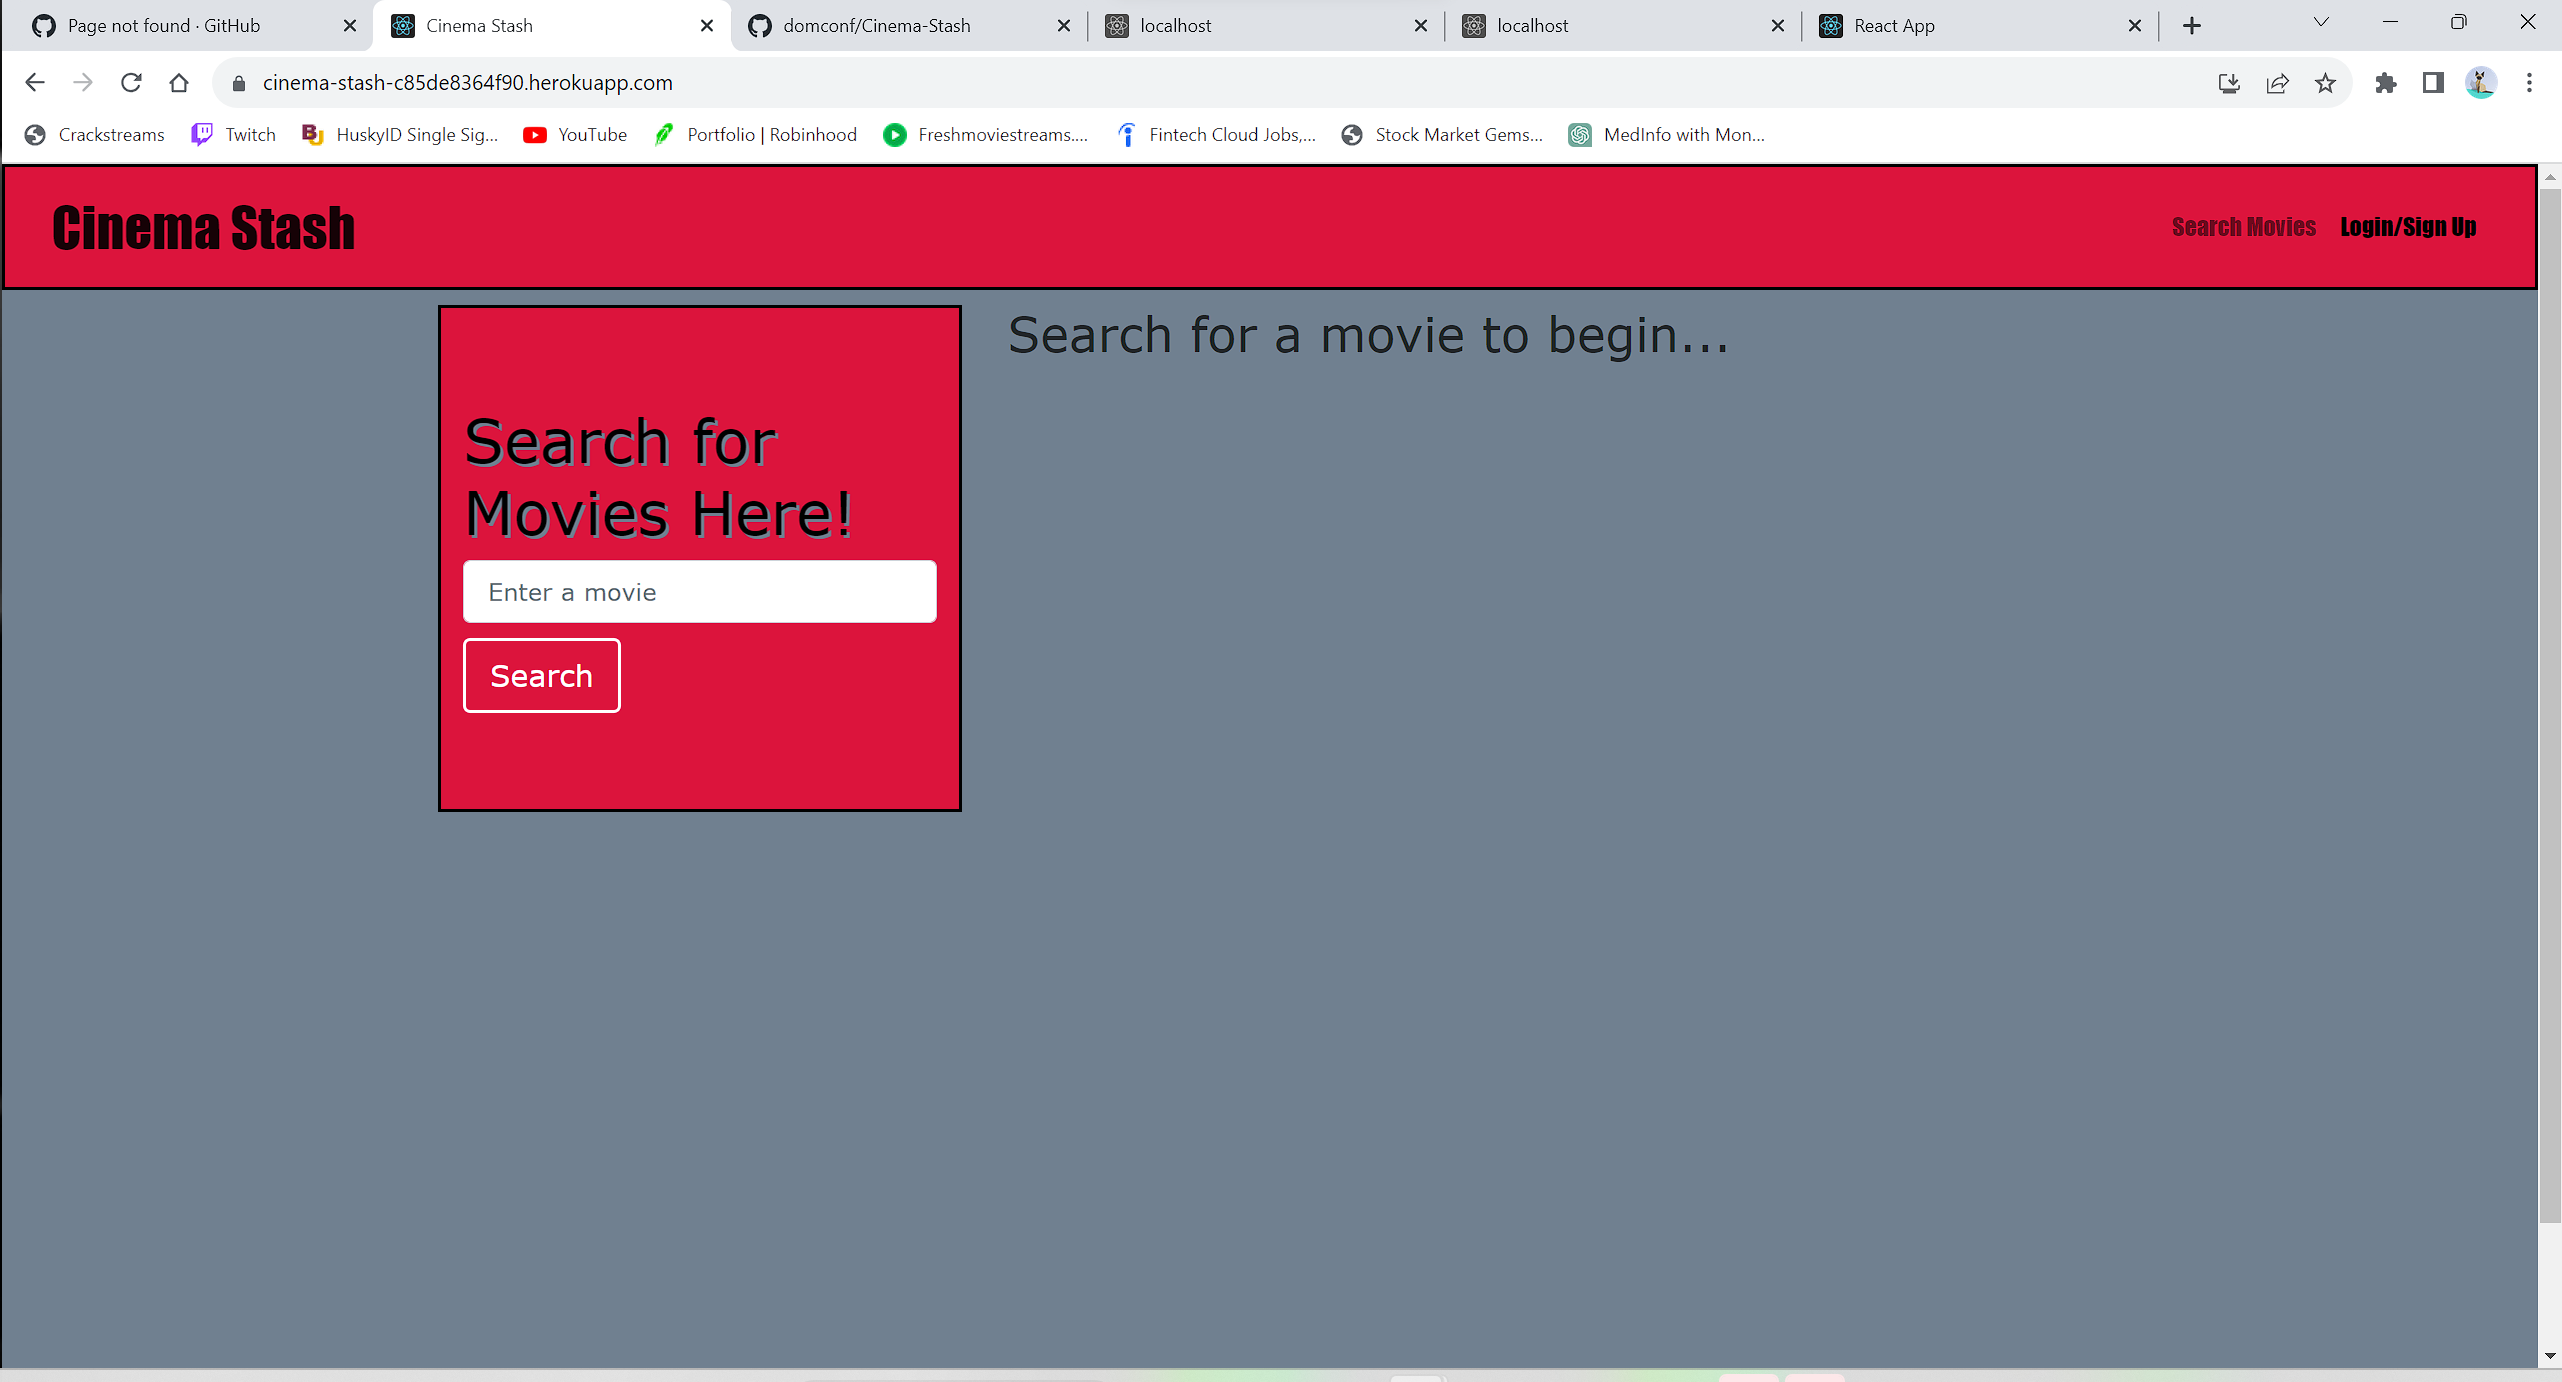 Page not found · GitHub
Cinema Stash
domconf/Cinema-Stash
localhost
localhost
React App
cinema-stash-c85de8364f90.herokuapp.com
Crackstreams
Twitch
HuskyID Single Sig...
YouTube
Portfolio | Robinhood
Freshmoviestreams....
Fintech Cloud Jobs,...
Stock Market Gems...
MedInfo with Mon...
Cinema Stash
Search Movies
Login/Sign Up
Search for
Movies Here!
Enter a movie
Search
Search for a movie to begin...